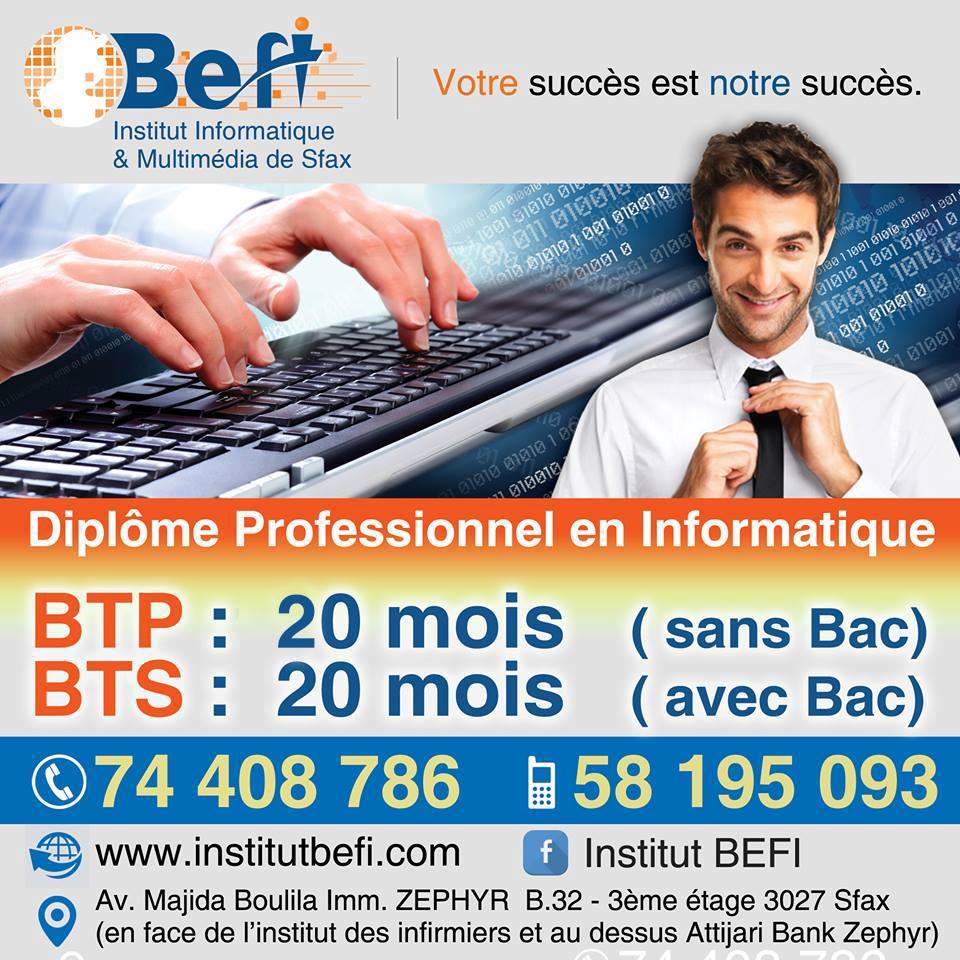 Befi
Institut Informatique
& Multimédia de Sfax
Votre succès est notre succès.
Diplôme Professionnel en Informatique
BTP : 20 mois ( sans Bac)
BTS : 20 mois ( avec Bac)
74 408 786
58 195 093
www.institutbefi.com
f Institut BEFI
Av. Majida Boulila Imm. ZEPHYR B.32 - 3ème étage 3027 Sfax
(en face de l'institut des infirmiers et au dessus Attijari Bank Zephyr)